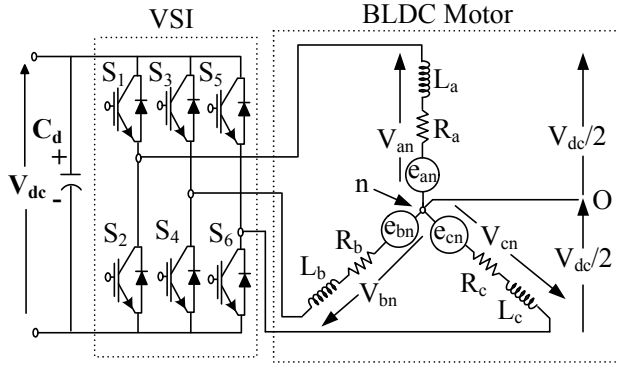 VSI
BLDC Motor
S1
S3
S5
La
Ra
Van
Vdc/2
Cd
+
ean
Vdc
-
n
O
S2
S4
S6
ebn
ecn
Vcn
Rb
Vdc/2
Lb
Rc
Vbn
Lc